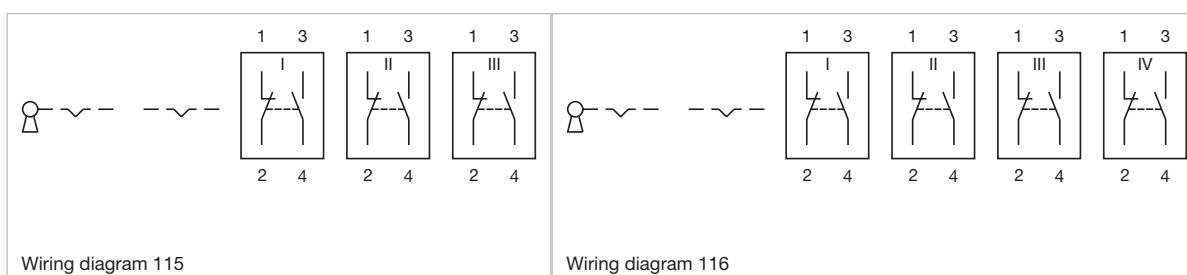 1 3 1 3 1 3
I II III
2 4 2 4 2 4
Wiring diagram 115
1 3 1 3 1 3 1 3
I II III IV
2 4 2 4 2 4 2 4
Wiring diagram 116